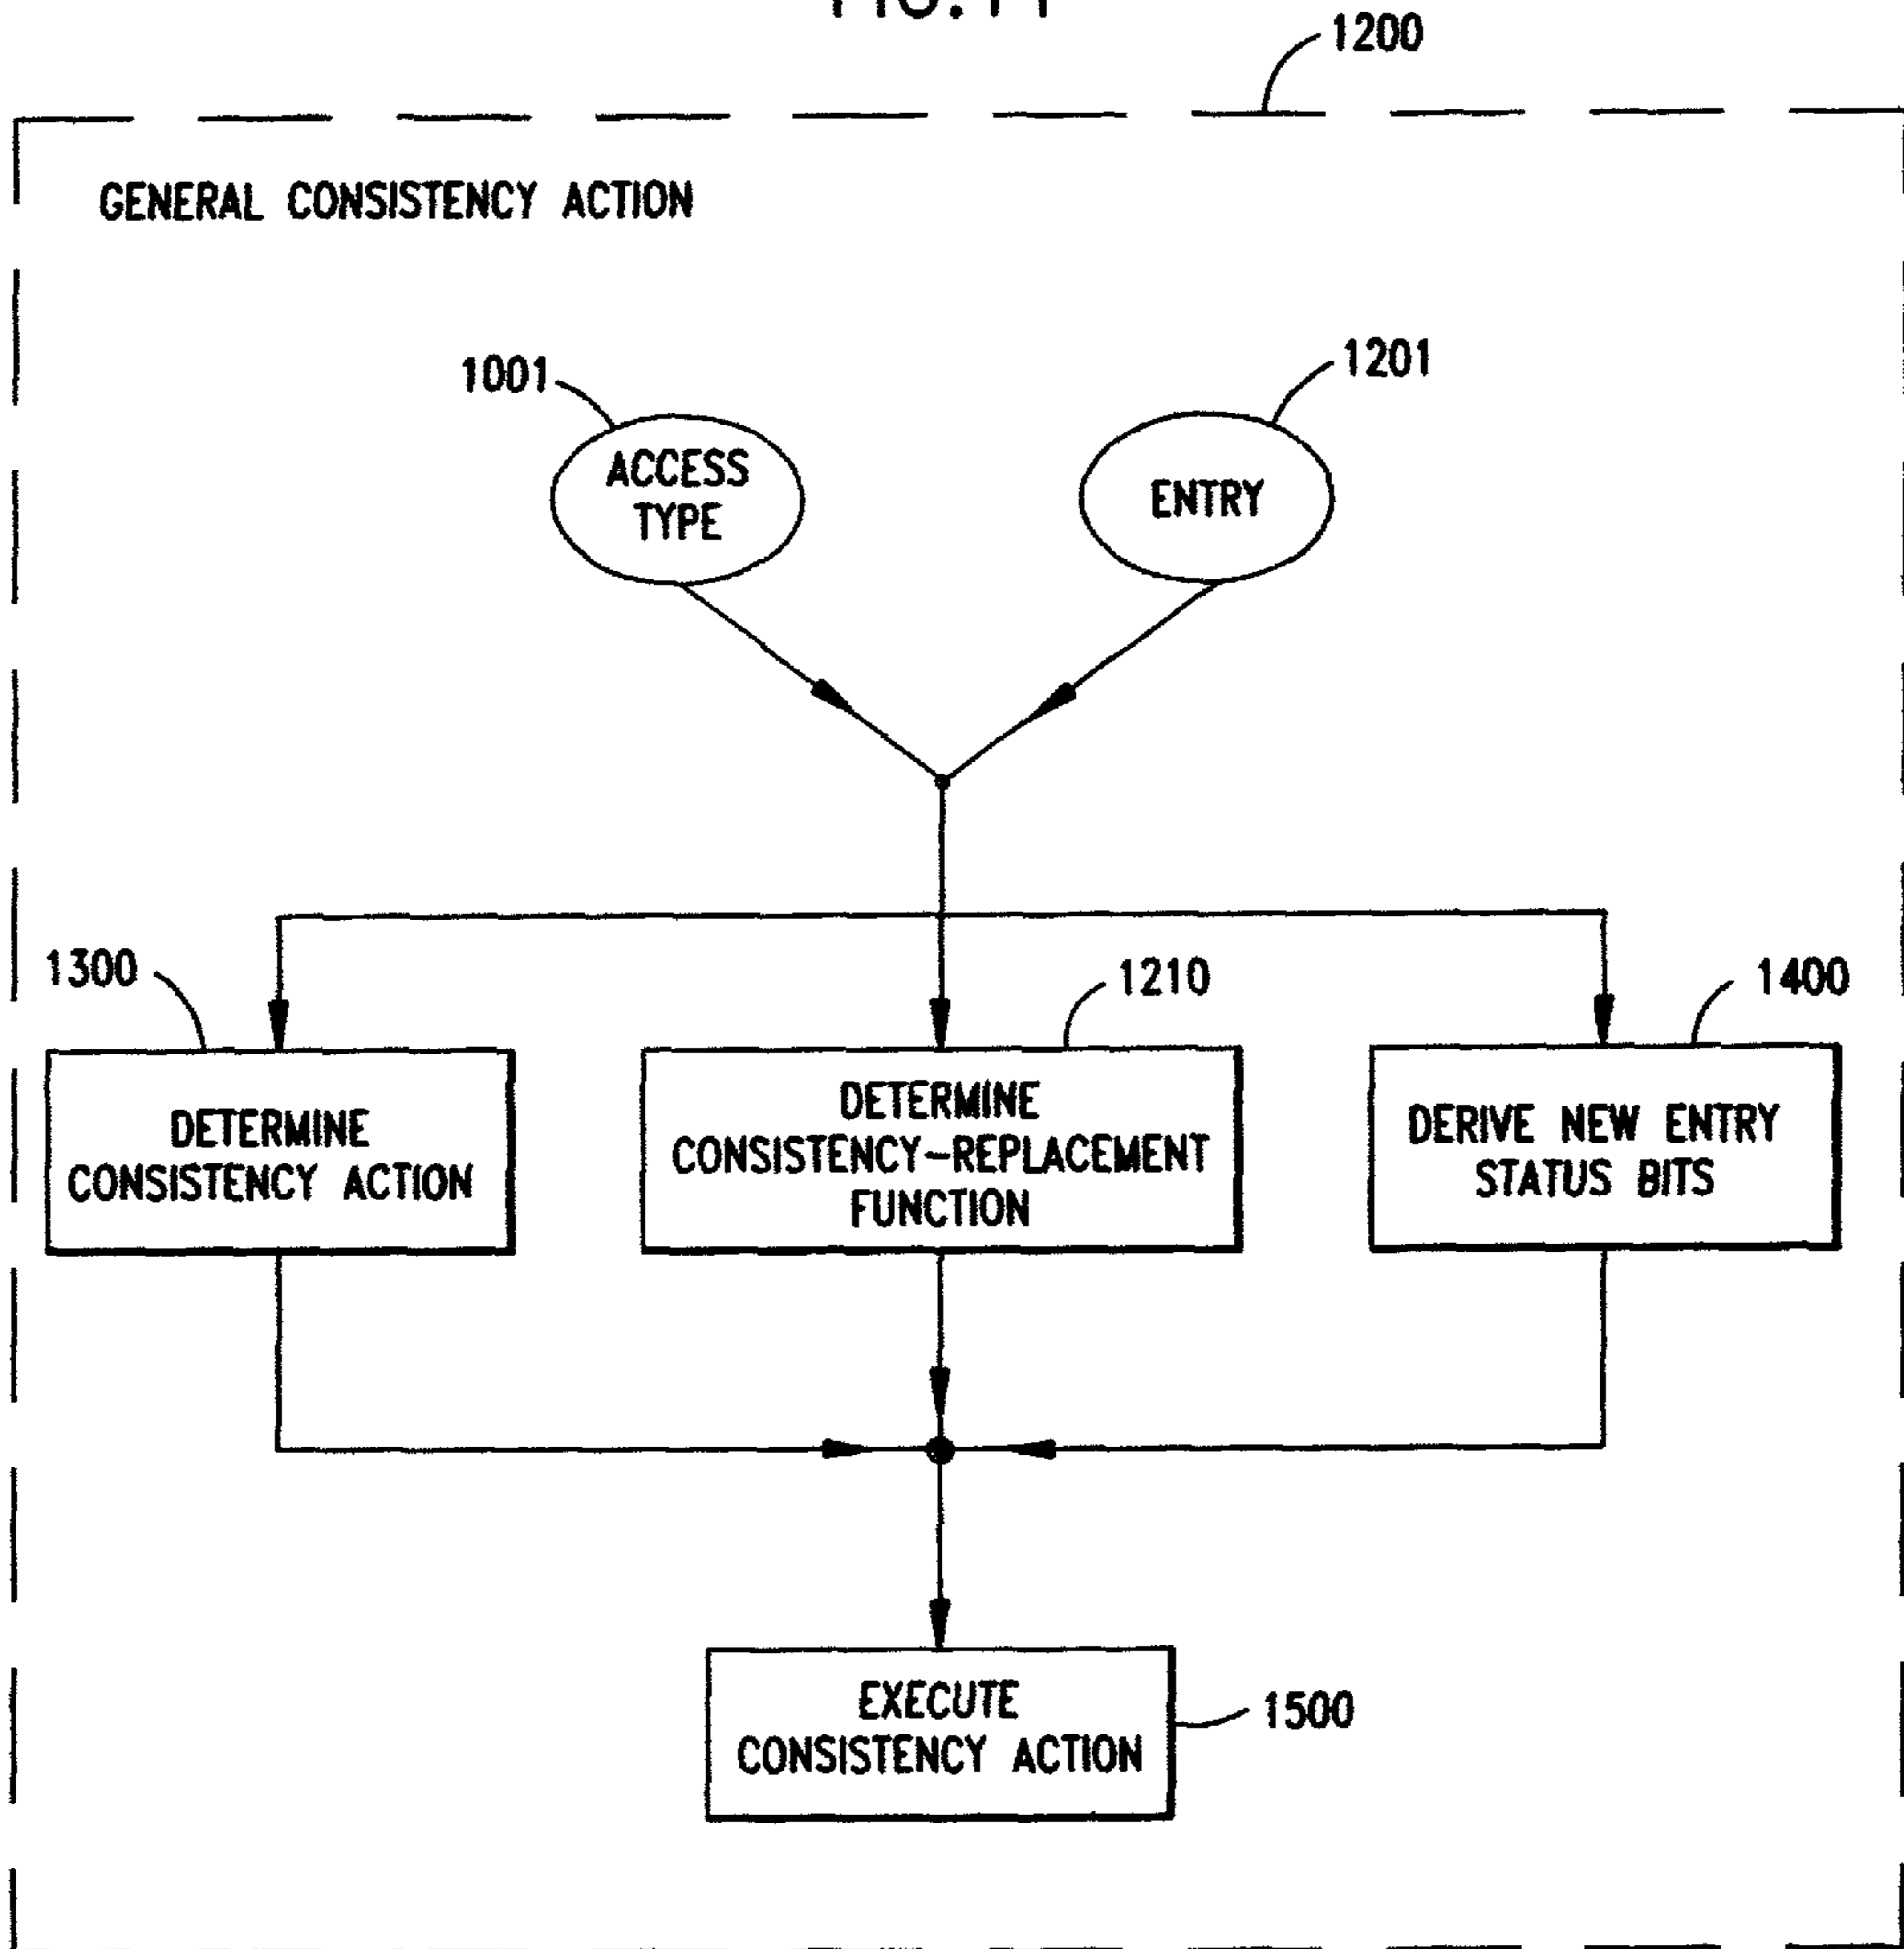 1200
GENERAL CONSISTENCY ACTION
1001
1201
ACCESS
TYPE
ENTRY
1300
1210
1400
DETERMINE
CONSISTENCY ACTION
DETERMINE
CONSISTENCY-REPLACEMENT
FUNCTION
DERIVE NEW ENTRY
STATUS BITS
EXECUTE
CONSISTENCY ACTION
1500